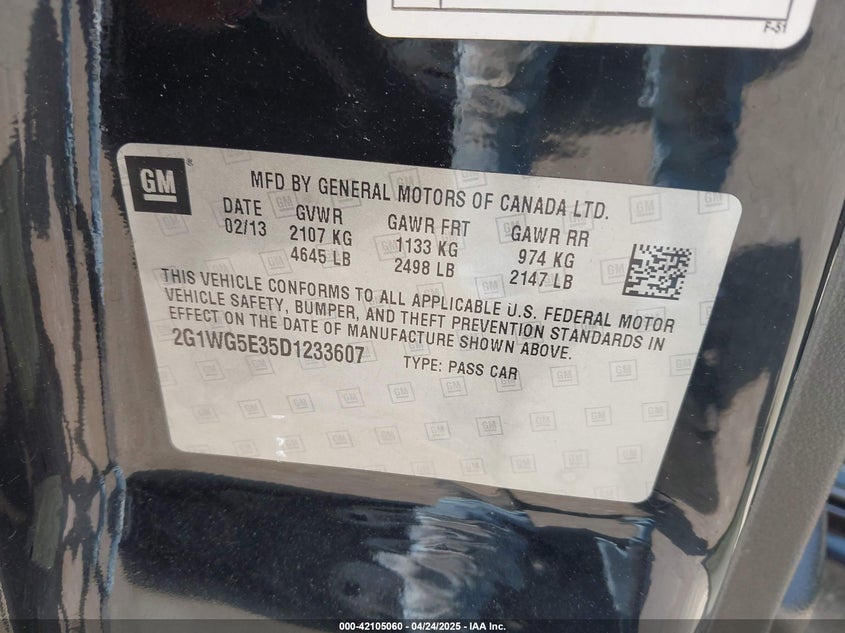 F-51
GM ®
MFD BY GENERAL MOTORS OF CANADA LTD.
DATE GVWR GAWR FRT GAWR RR
02/13 2107 KG 1133 KG 974 KG
4645 LB 2498 LB 2147 LB
THIS VEHICLE CONFORMS TO ALL APPLICABLE U.S. FEDERAL MOTOR
VEHICLE SAFETY, BUMPER, AND THEFT PREVENTION STANDARDS IN
EFFECT ON THE DATE OF MANUFACTURE SHOWN ABOVE.
2G1WG5E35D1233607 TYPE: PASS CAR
000-42105060 - 04/24/2025 - IAA Inc.